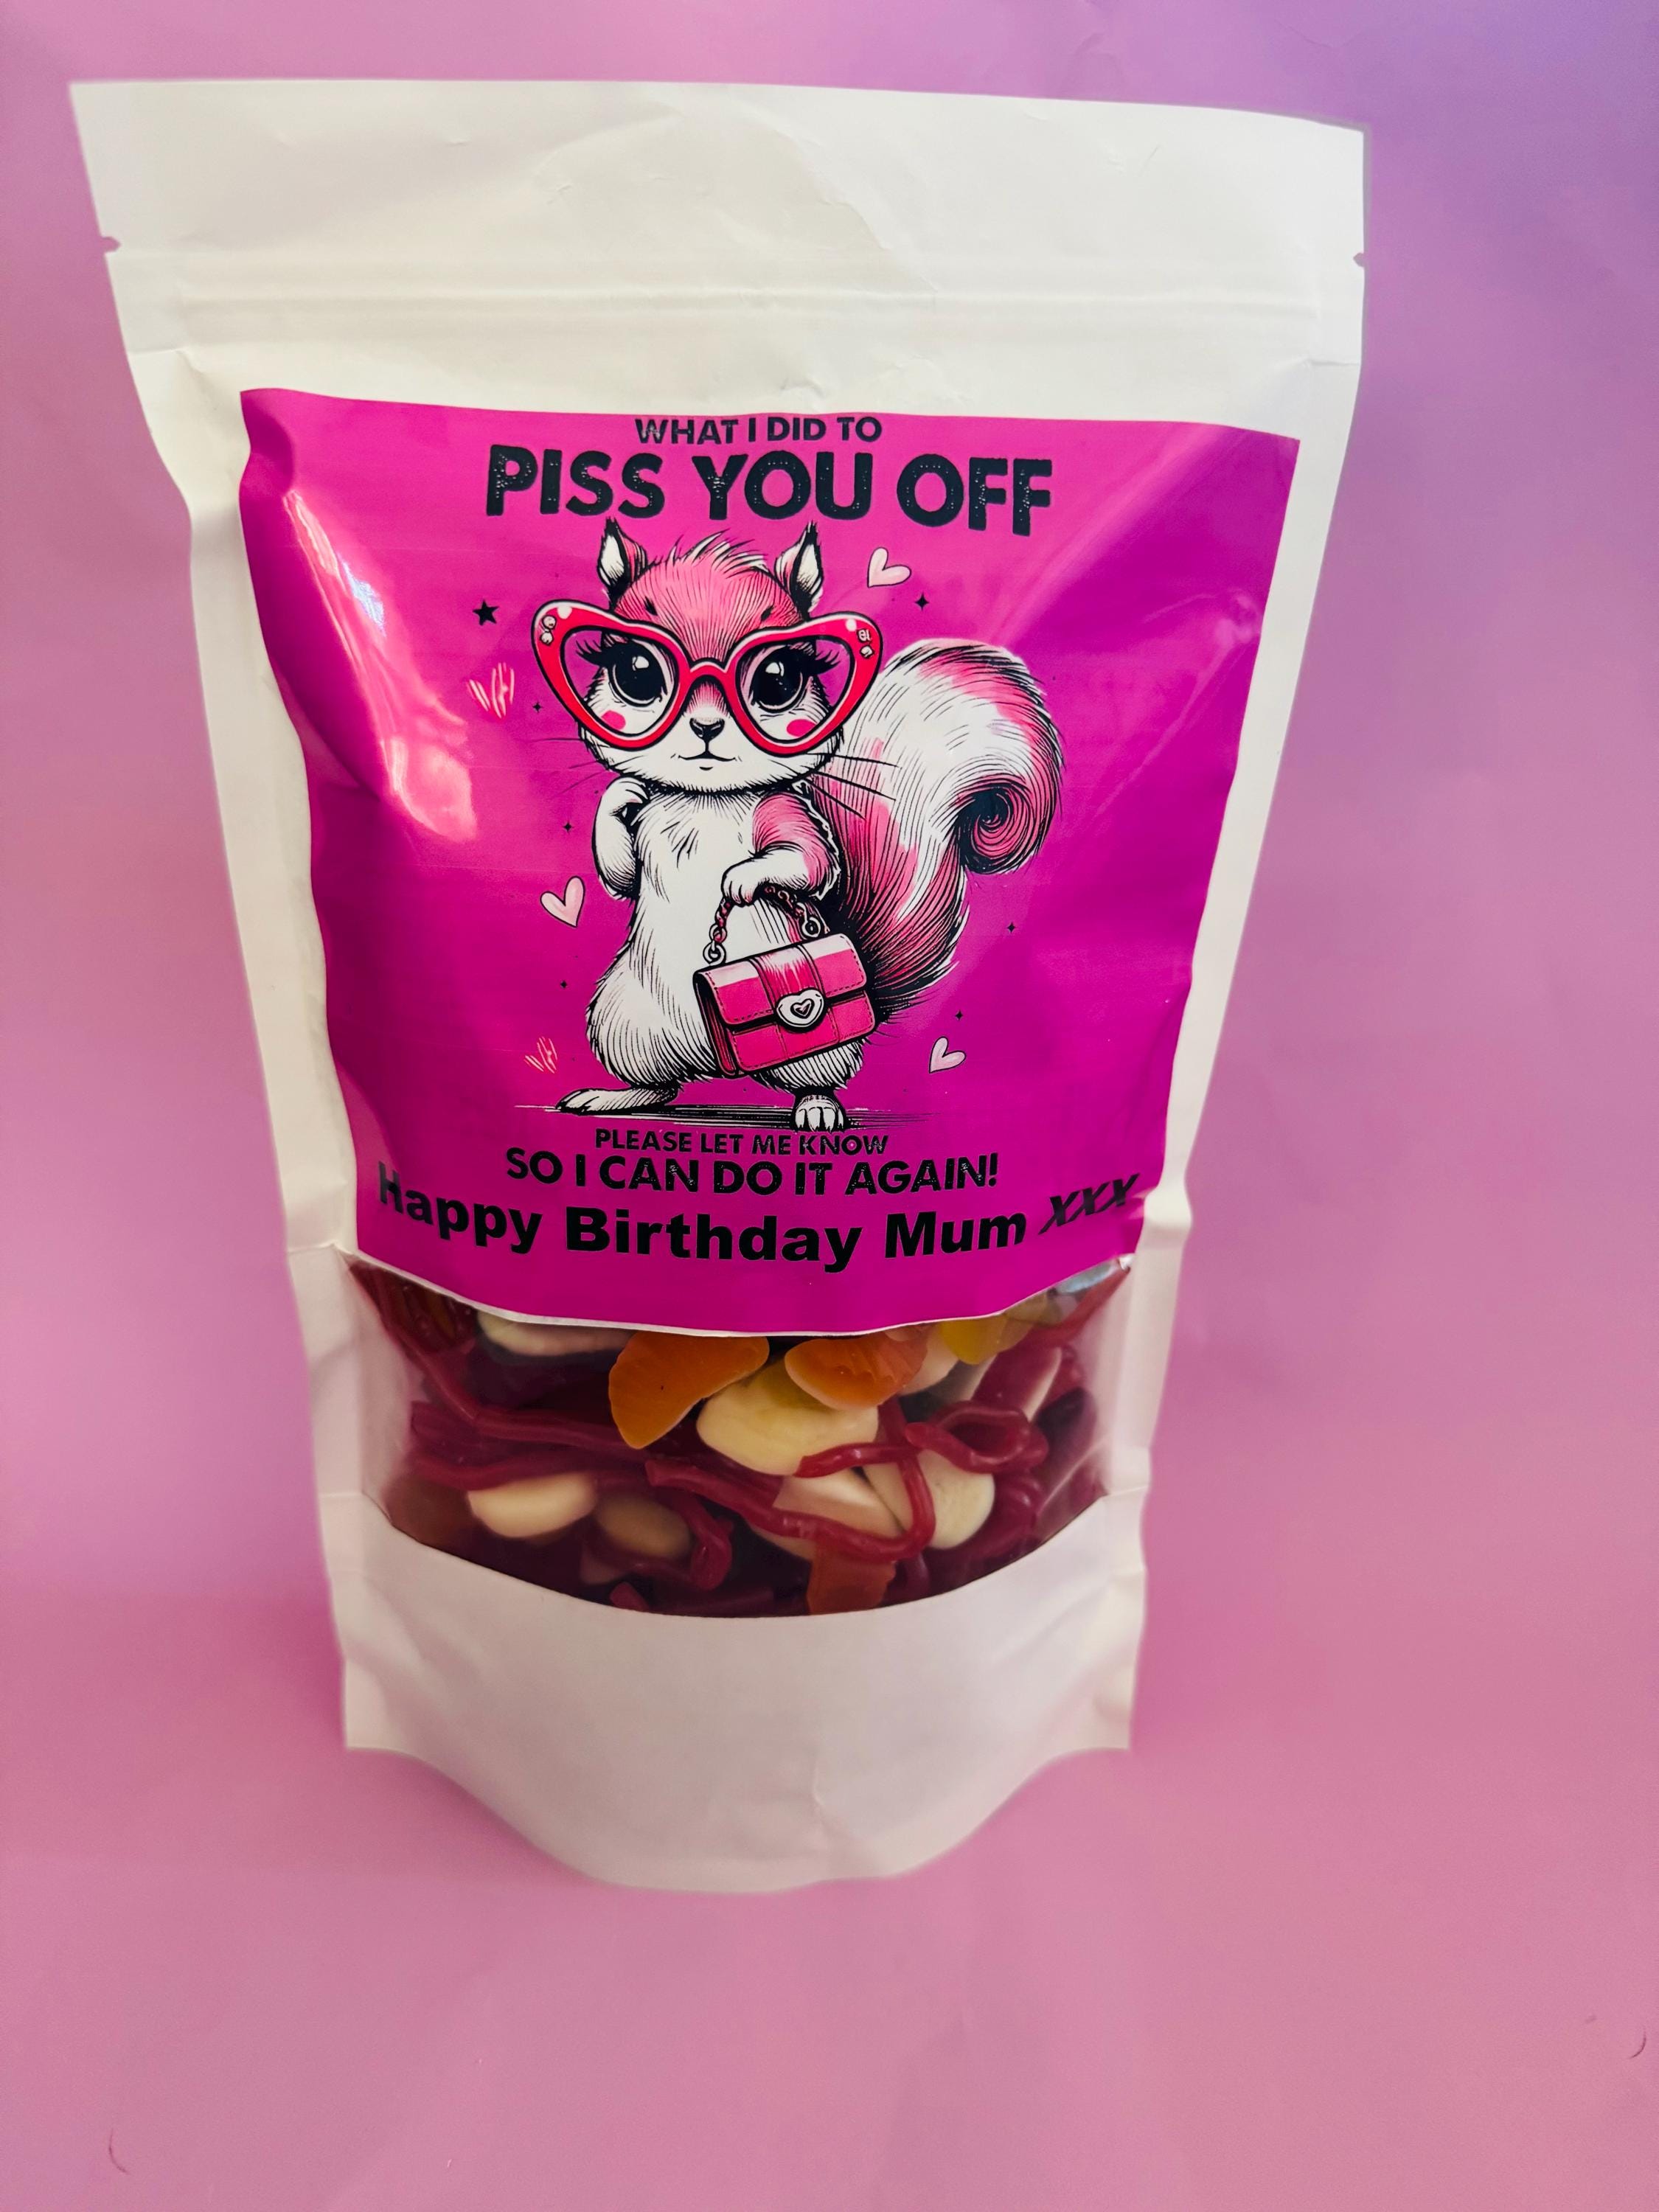 WHAT I DID TO
PISS YOU OFF
PLEASE LET ME KNOW
SO I CAN DO IT AGAIN!
Happy Birthday Mum XXX